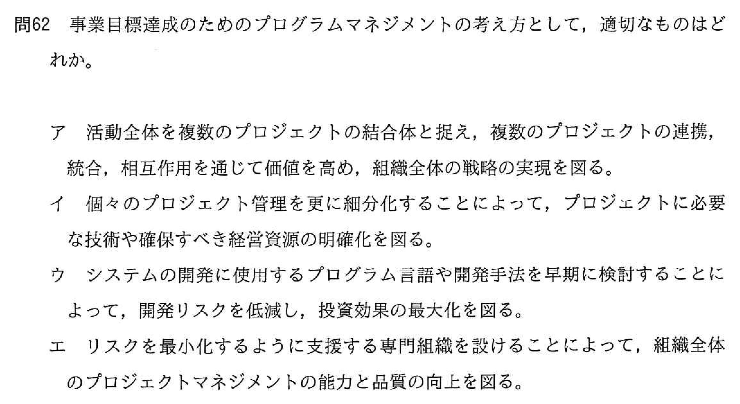 問62 事業目標達成のためのプログラムマネジメントの考え方として，適切なものはど
れか。
ア 活動全体を複数のプロジェクトの結合体と捉え，複数のプロジェクトの連携，
統合，相互作用を通じて価値を高め，組織全体の戦略の実現を図る。
イ 個々のプロジェクト管理を更に細分化することによって，プロジェクトに必要
な技術や確保すべき経営資源の明確化を図る。
ウ システムの開発に使用するプログラム言語や開発手法を早期に検討することに
よって，開発リスクを低減し，投資効果の最大化を図る。
エ リスクを最小化するように支援する専門組織を設けることによって，組織全体
のプロジェクトマネジメントの能力と品質の向上を図る。